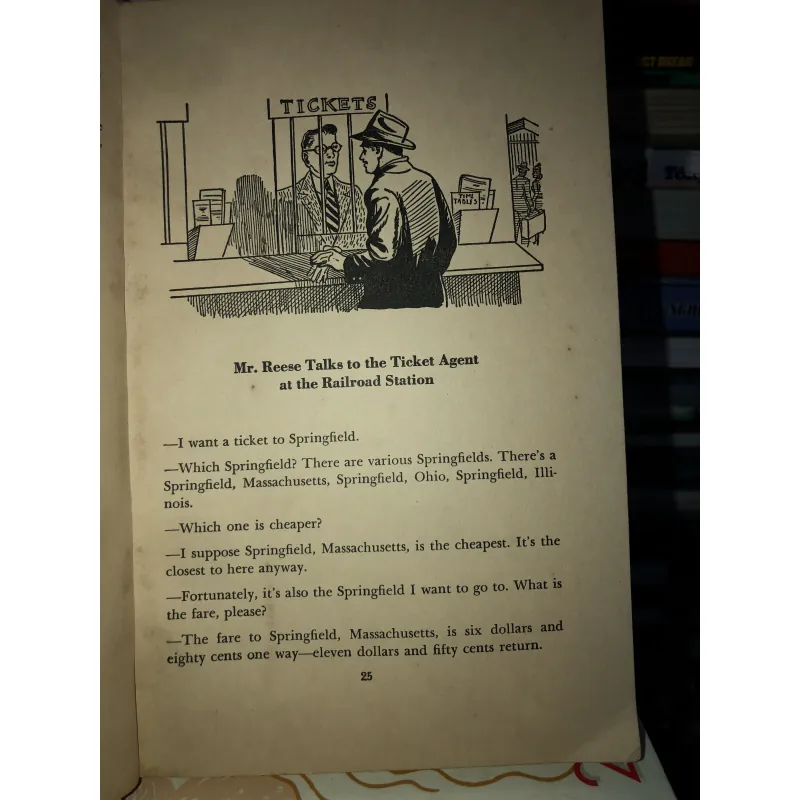 TICKETS
TIME
TABLES
Mr. Reese Talks to the Ticket Agent
at the Railroad Station
—I want a ticket to Springfield.
—Which Springfield? There are various Springfields. There's a
Springfield, Massachusetts, Springfield, Ohio, Springfield, Illi-
nois.
—Which one is cheaper?
—I suppose Springfield, Massachusetts, is the cheapest. It's the
closest to here anyway.
—Fortunately, it's also the Springfield I want to go to. What is
the fare, please?
—The fare to Springfield, Massachusetts, is six dollars and
eighty cents one way—eleven dollars and fifty cents return.
25